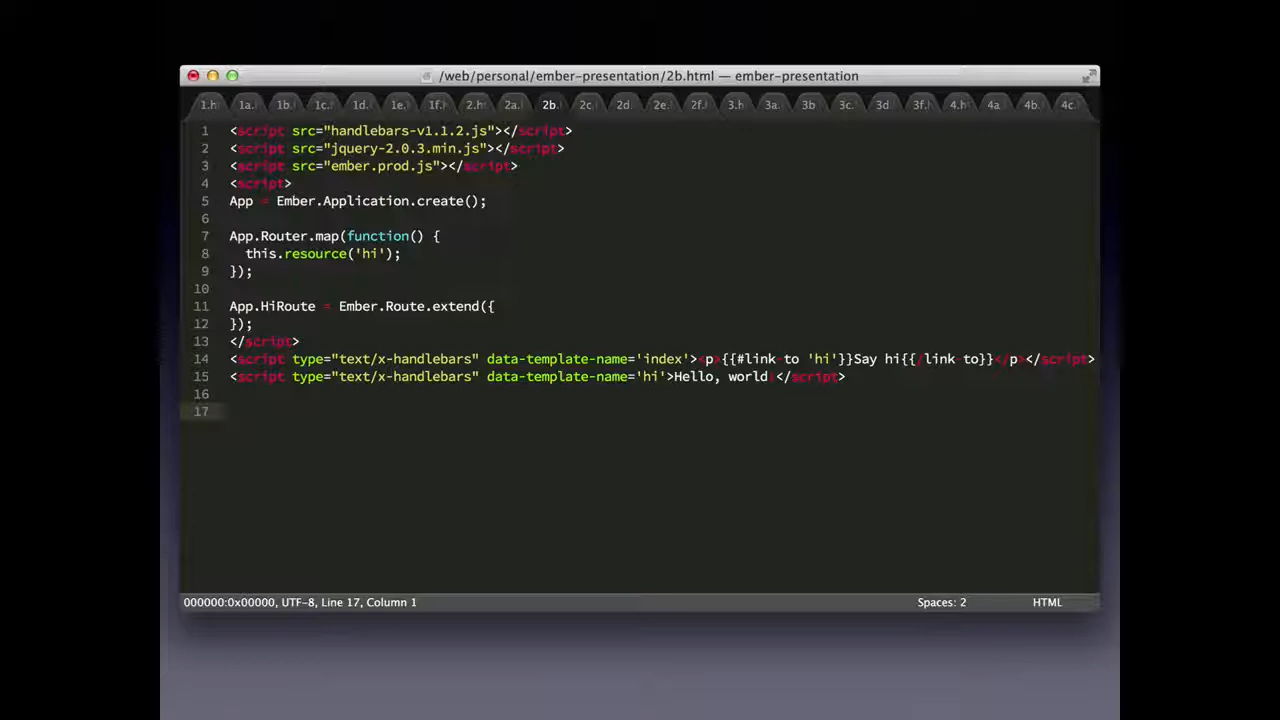 /web/personal/ember-presentation/2b.html — ember-presentation
1.h 1a. 1b. 1c. 1d. 1e. 1f. 2.h 2a. 2b. 2c. 2d. 2e. 2f. 3.h 3a. 3b 3c. 3d 3f. 4.h 4a 4b. 4c.
1 <script src="handlebars-v1.1.2.js"></script>
2 <script src="jquery-2.0.3.min.js"></script>
3 <script src="ember.prod.js"></script>
4 <script>
5 App = Ember.Application.create();
6
7 App.Router.map(function() {
8 this.resource('hi');
9 });
10
11 App.HiRoute = Ember.Route.extend({
12 });
13 </script>
14 <script type="text/x-handlebars" data-template-name='index'><p>{{#link-to 'hi'}}Say hi{{/link-to}}</p></script>
15 <script type="text/x-handlebars" data-template-name='hi'>Hello, world!</script>
16
17
000000:0x00000, UTF-8, Line 17, Column 1
Spaces: 2
HTML